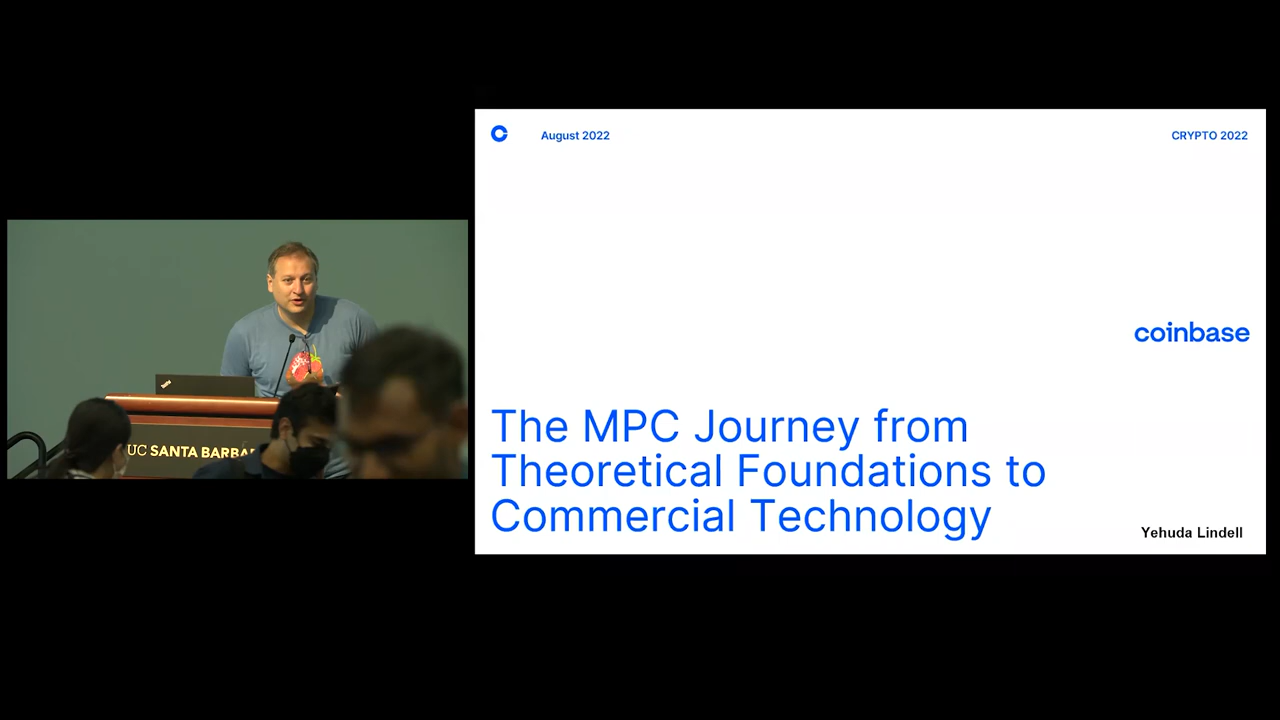 August 2022
CRYPTO 2022
coinbase
The MPC Journey from
Theoretical Foundations to
Commercial Technology
Yehuda Lindell
UC SANTA BARBA